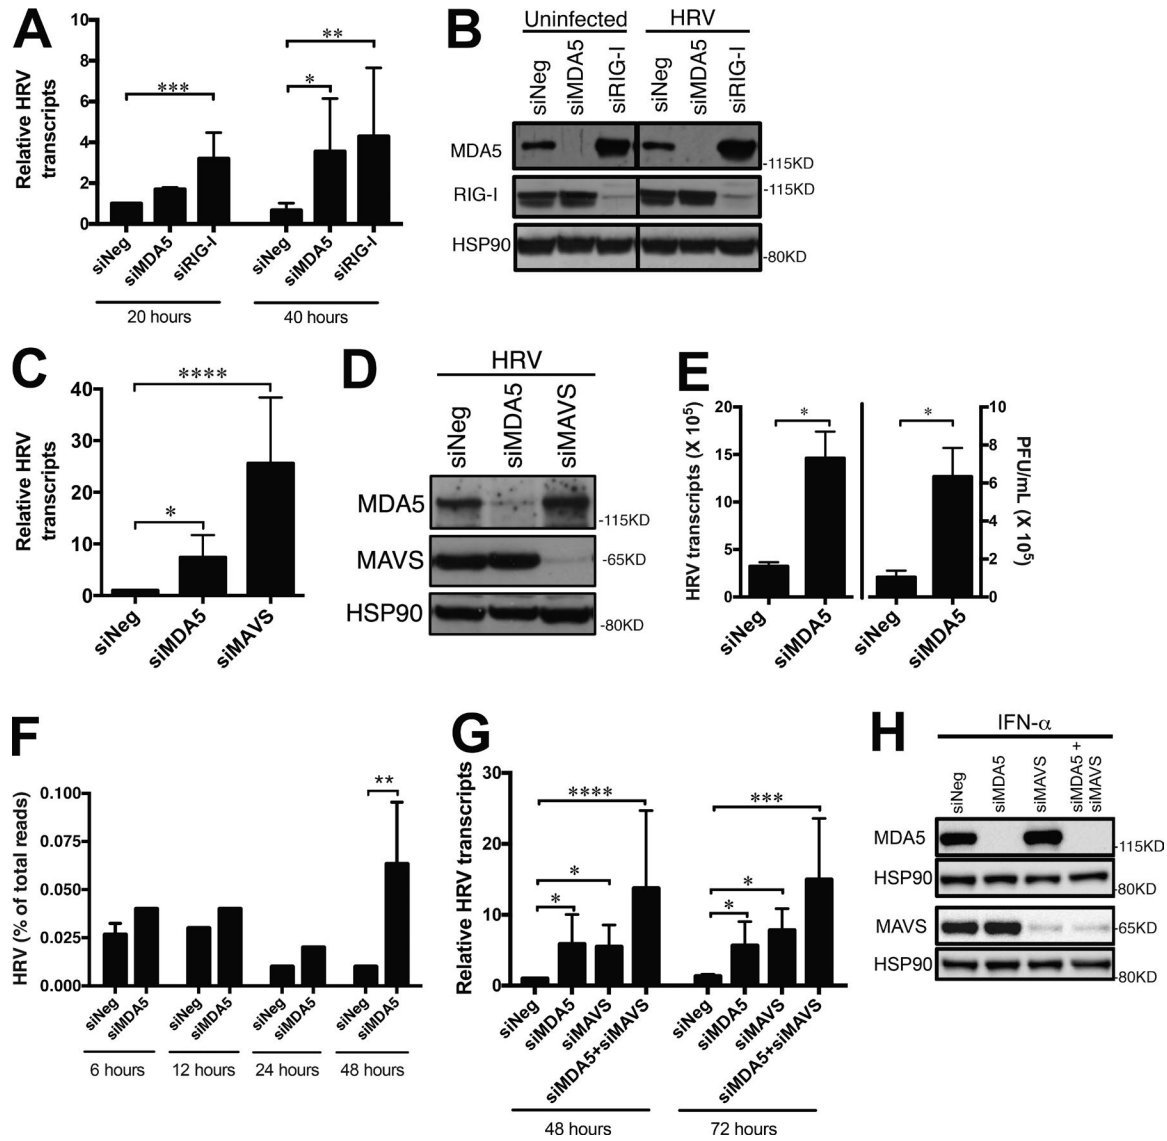 A
Relative HRV
transcripts
10
8
6
4
2
0
***
*
**
siNeg
siMDA5
siRIG-I
siNeg
siMDA5
siRIG-I
20 hours
40 hours
B
Uninfected
HRV
siNeg
siMDA5
siRIG-I
siNeg
siMDA5
siRIG-I
MDA5
-115KD
RIG-I
-115KD
HSP90
-80KD
C
Relative HRV
transcripts
40
30
20
10
0
****
*
siNeg
siMDA5
siMAVS
D
HRV
siNeg
siMDA5
siMAVS
MDA5
-115KD
MAVS
-65KD
HSP90
-80KD
E
HRV transcripts (X 10⁵)
20
15
10
5
0
*
*
10
8
6
4
2
0
PFU/mL (X 10⁵)
siNeg
siMDA5
siNeg
siMDA5
F
HRV (% of total reads)
0.100
0.075
0.050
0.025
0.000
**
siNeg
siMDA5
siNeg
siMDA5
siNeg
siMDA5
siNeg
siMDA5
6 hours
12 hours
24 hours
48 hours
G
Relative HRV transcripts
30
20
10
0
****
*
*
***
*
*
siNeg
siMDA5
siMAVS
siMDA5+siMAVS
siNeg
siMDA5
siMAVS
siMDA5+siMAVS
48 hours
72 hours
H
IFN-α
siNeg
siMDA5
siMAVS
siMDA5 +
siMAVS
MDA5
-115KD
HSP90
-80KD
MAVS
-65KD
HSP90
-80KD